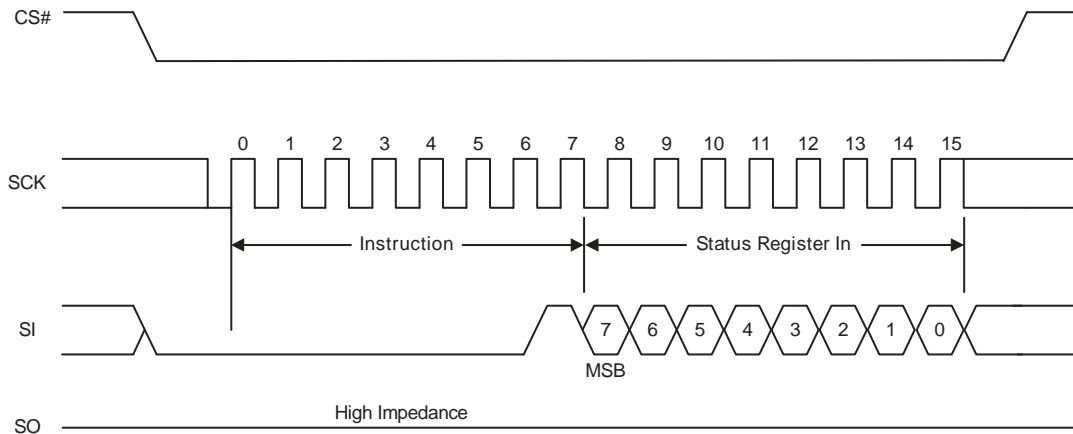 CS#
0 1 2 3 4 5 6 7 8 9 10 11 12 13 14 15
SCK
Instruction Status Register In
SI 7 6 5 4 3 2 1 0
MSB
High Impedance
SO